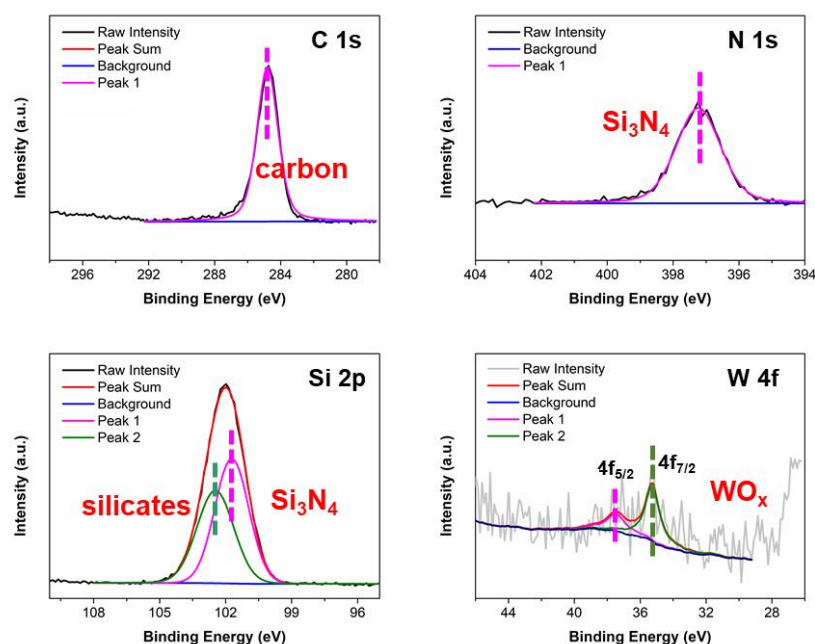 C 1s
Raw Intensity
Peak Sum
Background
Peak 1
carbon
Intensity (a.u.)
296 292 288 284 280
Binding Energy (eV)
N 1s
Raw Intensity
Background
Peak 1
Si₃N₄
Intensity (a.u.)
404 402 400 398 396 394
Binding Energy (eV)
Si 2p
Raw Intensity
Peak Sum
Background
Peak 1
Peak 2
silicates
Si₃N₄
Intensity (a.u.)
108 105 102 99 96
Binding Energy (eV)
W 4f
Raw Intensity
Peak Sum
Background
Peak 1
Peak 2
4f₅/₂
4f₇/₂
WOₓ
Intensity (a.u.)
44 40 36 32 28
Binding Energy (eV)